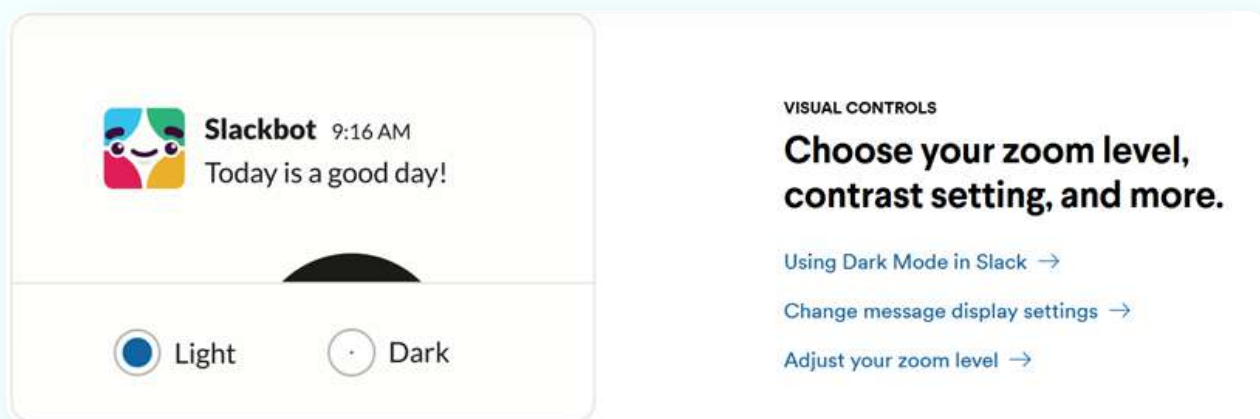 Slackbot 9:16 AM
Today is a good day!
Light
Dark
VISUAL CONTROLS
Choose your zoom level,
contrast setting, and more.
Using Dark Mode in Slack →
Change message display settings →
Adjust your zoom level →